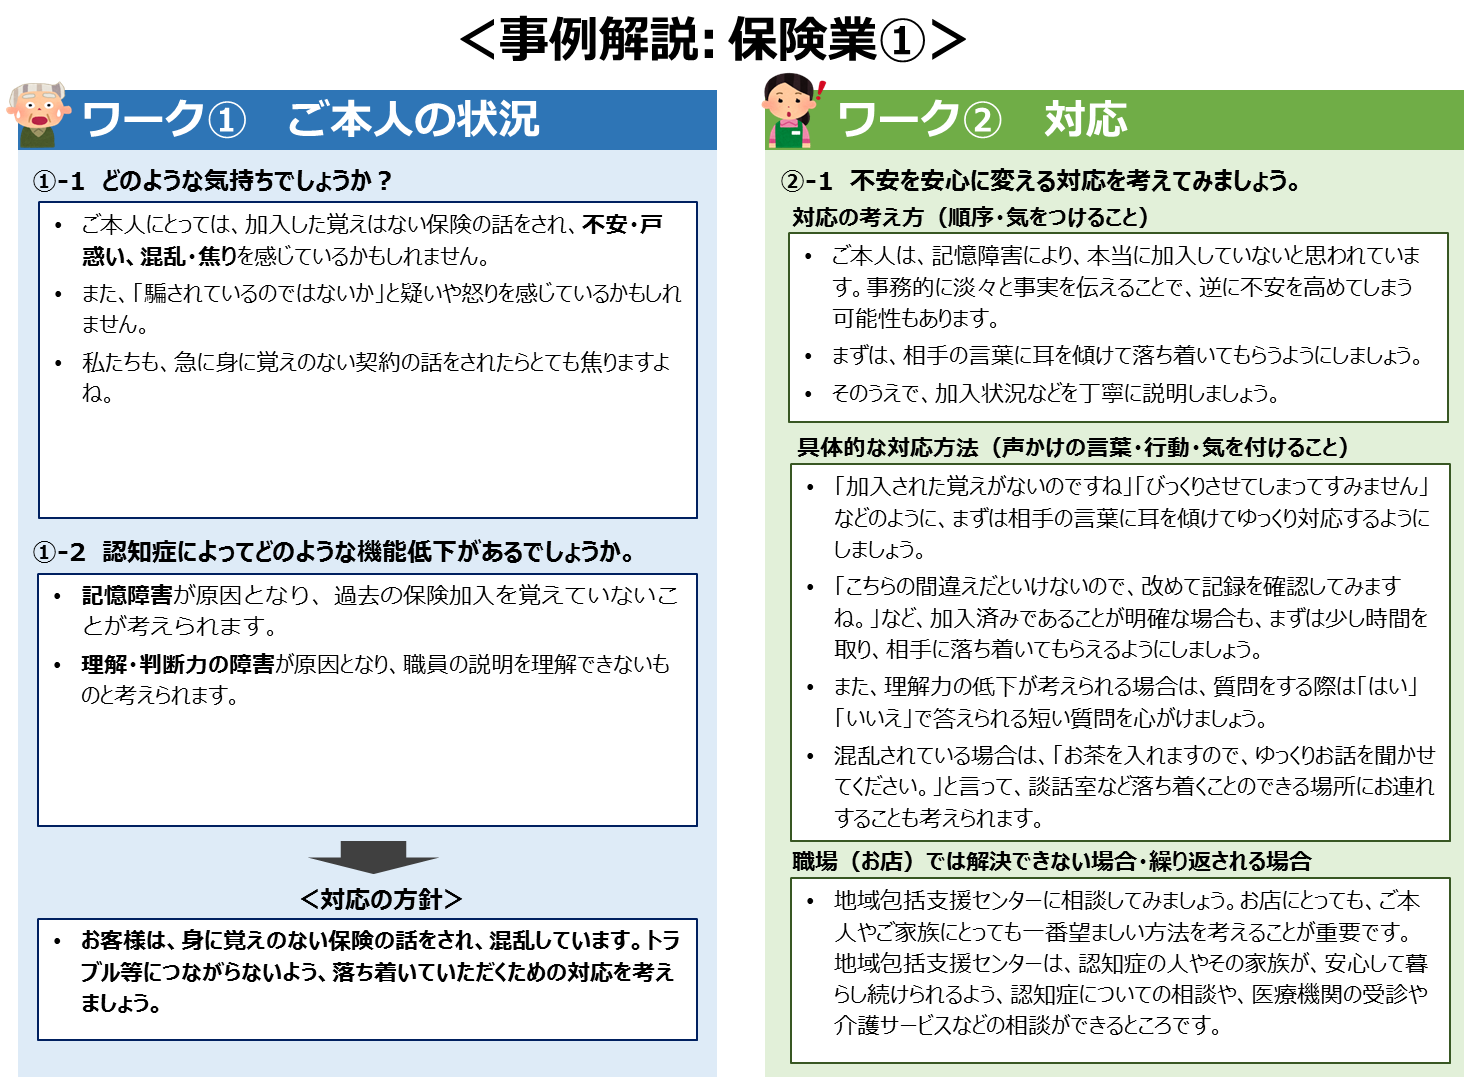 ＜事例解説：保険業①＞
ワーク①　ご本人の状況
①-1　どのような気持ちでしょうか？
• ご本人にとっては、加入した覚えはない保険の話をされ、不安・戸
惑い、混乱・焦りを感じているかもしれません。
• また、「騙されているのではないか」と疑いや怒りを感じているかもしれ
ません。
• 私たちも、急に身に覚えのない契約の話をされたらとても焦りますよ
ね。
①-2　認知症によってどのような機能低下があるでしょうか。
• 記憶障害が原因となり、過去の保険加入を覚えていないこ
とが考えられます。
• 理解・判断力の障害が原因となり、職員の説明を理解できないも
のと考えられます。
＜対応の方針＞
• お客様は、身に覚えのない保険の話をされ、混乱しています。トラ
ブル等につながらないよう、落ち着いていただくための対応を考え
ましょう。
ワーク②　対応
②-1　不安を安心に変える対応を考えてみましょう。
対応の考え方（順序・気をつけること）
• ご本人は、記憶障害により、本当に加入していないと思われていま
す。事務的に淡々と事実を伝えることで、逆に不安を高めてしまう
可能性もあります。
• まずは、相手の言葉に耳を傾けて落ち着いてもらうようにしましょう。
• そのうえで、加入状況などを丁寧に説明しましょう。
具体的な対応方法（声かけの言葉・行動・気を付けること）
• 「加入された覚えがないのですね」「びっくりさせてしまってすみません」
などのように、まずは相手の言葉に耳を傾けてゆっくり対応するように
しましょう。
• 「こちらの間違えだといけないので、改めて記録を確認してみます
ね。」など、加入済みであることが明確な場合も、まずは少し時間を
取り、相手に落ち着いてもらえるようにしましょう。
• また、理解力の低下が考えられる場合は、質問をする際は「はい」
「いいえ」で答えられる短い質問を心がけましょう。
• 混乱されている場合は、「お茶を入れますので、ゆっくりお話を聞かせ
てください。」と言って、談話室など落ち着くことのできる場所にお連れ
することも考えられます。
職場（お店）では解決できない場合・繰り返される場合
• 地域包括支援センターに相談してみましょう。お店にとっても、ご本
人やご家族にとっても一番望ましい方法を考えることが重要です。
地域包括支援センターは、認知症の人やその家族が、安心して暮
らし続けられるよう、認知症についての相談や、医療機関の受診や
介護サービスなどの相談ができるところです。